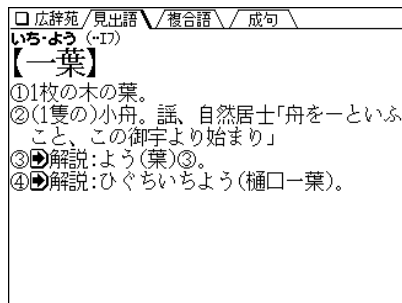 広辞苑 見出語 複合語 成句
いち-よう (‥エフ)
【一葉】
①1枚の木の葉。
②(1隻の)小舟。謡、自然居士「舟を一といふ
こと、この御宇より始まり」
③➡解説:よう(葉)③。
④➡解説:ひぐちいちよう(樋口一葉)。